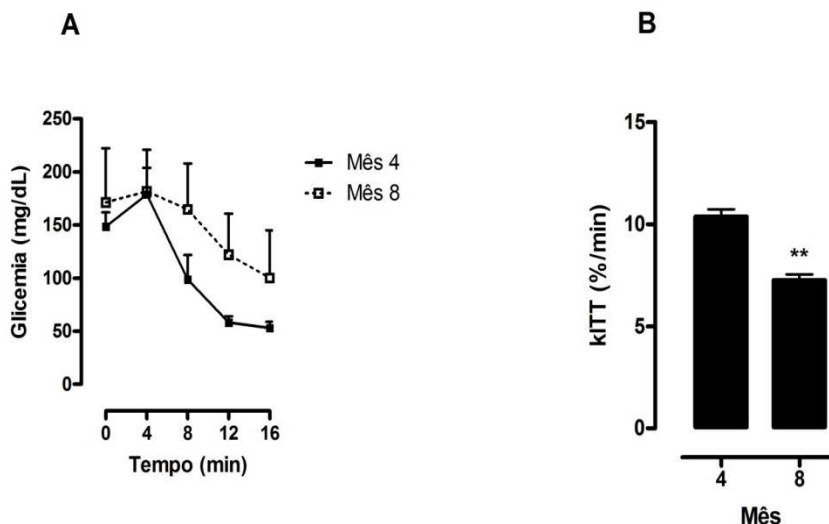 A
Glicemia (mg/dL)
250
200
150
100
50
0
0 4 8 12 16
Tempo (min)
Mês 4
Mês 8
B
kITT (%/min)
15
10
5
0
**
4 8
Mês